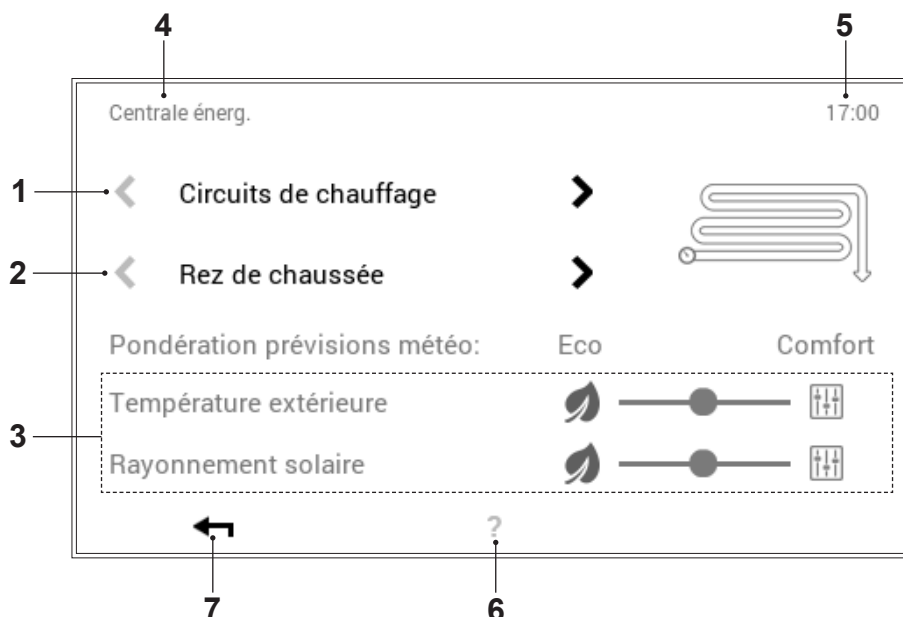 4 5
Centrale énerg. 17:00
1 Circuits de chauffage
2 Rez de chaussée
Pondération prévisions météo: Eco Comfort
3
Température extérieure
Rayonnement solaire
?
7 6